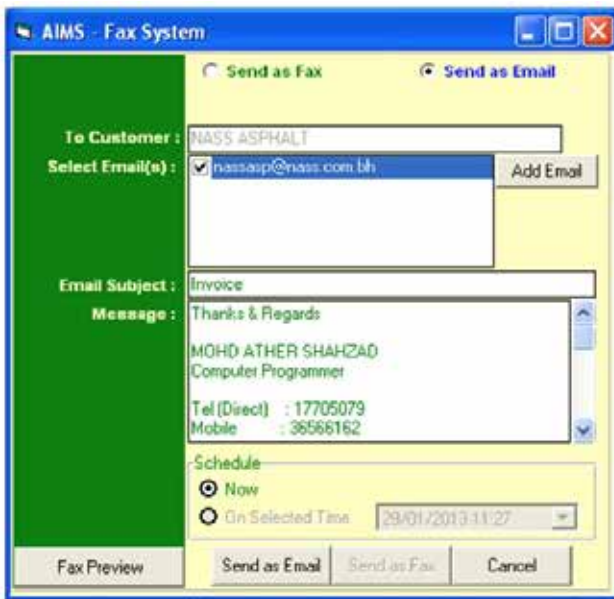 AIMS - Fax System
Send as Fax
Send as Email
To Customer : NASS ASPHALT
Select Email(s) : nassasp@nass.com.bh
Add Email
Email Subject : Invoice
Message : Thanks & Regards
MOHD ATHER SHAHZAD
Computer Programmer
Tel (Direct) : 17705079
Mobile : 36566162
Schedule
Now
On Selected Time 29/01/2013 11:27
Fax Preview
Send as Email
Send as Fax
Cancel